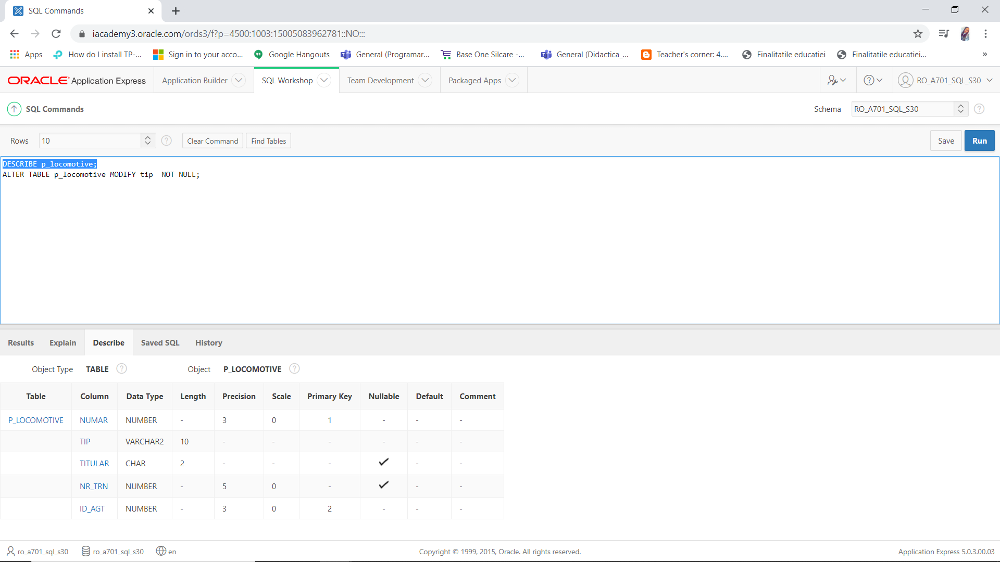 SQL Commands
iacademy3.oracle.com/ords3/f?p=4500:1003:15005083962781::NO:::
Apps How do I install TP-... Sign in to your acco... Google Hangouts General (Programar... Base One Silcare -... General (Didactica_... Teacher's corner: 4.... Finalitatile educatiei Finalitatile educatiei... »
ORACLE Application Express Application Builder SQL Workshop Team Development Packaged Apps RO_A701_SQL_S30
SQL Commands Schema RO_A701_SQL_S30
Rows 10 Clear Command Find Tables Save Run
DESCRIBE p_locomotive;
ALTER TABLE p_locomotive MODIFY tip  NOT NULL;
Results Explain Describe Saved SQL History
Object Type TABLE Object P_LOCOMOTIVE
Table Column Data Type Length Precision Scale Primary Key Nullable Default Comment
P_LOCOMOTIVE NUMAR NUMBER - 3 0 1 - - -
TIP VARCHAR2 10 - - - - - -
TITULAR CHAR 2 - - - ✓ - -
NR_TRN NUMBER - 5 0 - ✓ - -
ID_AGT NUMBER - 3 0 2 - - -
ro_a701_sql_s30 ro_a701_sql_s30 en Copyright © 1999, 2015, Oracle. All rights reserved. Application Express 5.0.3.00.03